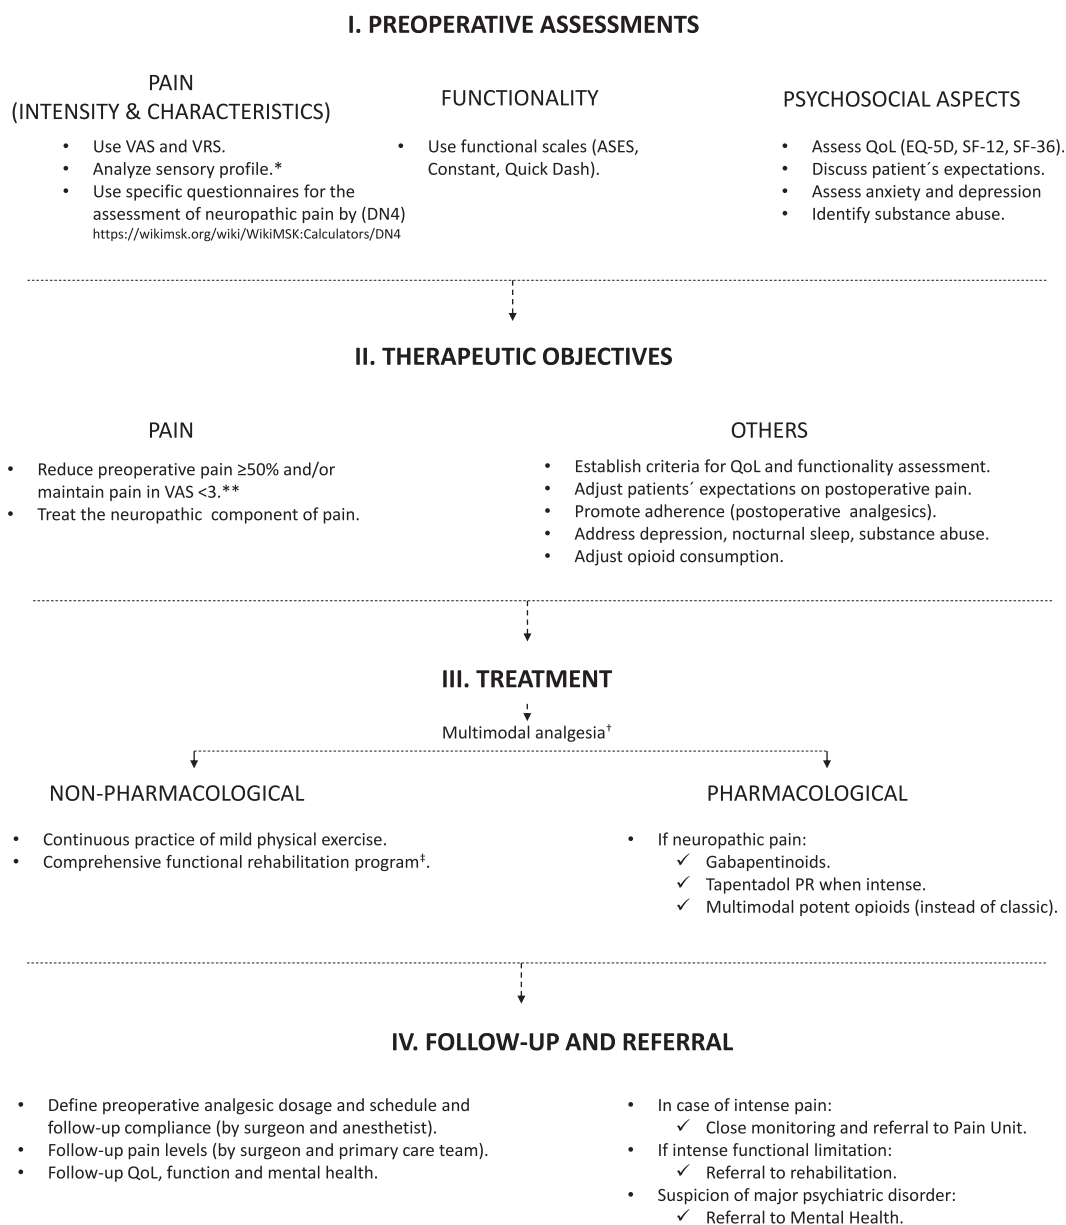 I. PREOPERATIVE ASSESSMENTS
PAIN
(INTENSITY & CHARACTERISTICS)
• Use VAS and VRS.
• Analyze sensory profile.*
• Use specific questionnaires for the
assessment of neuropathic pain by (DN4)
https://wikimsk.org/wiki/WikiMSK:Calculators/DN4
FUNCTIONALITY
• Use functional scales (ASES,
Constant, Quick Dash).
PSYCHOSOCIAL ASPECTS
• Assess QoL (EQ-5D, SF-12, SF-36).
• Discuss patient´s expectations.
• Assess anxiety and depression
• Identify substance abuse.
II. THERAPEUTIC OBJECTIVES
PAIN
• Reduce preoperative pain ≥50% and/or
maintain pain in VAS <3.**
• Treat the neuropathic component of pain.
OTHERS
• Establish criteria for QoL and functionality assessment.
• Adjust patients´ expectations on postoperative pain.
• Promote adherence (postoperative analgesics).
• Address depression, nocturnal sleep, substance abuse.
• Adjust opioid consumption.
III. TREATMENT
Multimodal analgesia†
NON-PHARMACOLOGICAL
• Continuous practice of mild physical exercise.
• Comprehensive functional rehabilitation program‡.
PHARMACOLOGICAL
• If neuropathic pain:
✓ Gabapentinoids.
✓ Tapentadol PR when intense.
✓ Multimodal potent opioids (instead of classic).
IV. FOLLOW-UP AND REFERRAL
• Define preoperative analgesic dosage and schedule and
follow-up compliance (by surgeon and anesthetist).
• Follow-up pain levels (by surgeon and primary care team).
• Follow-up QoL, function and mental health.
• In case of intense pain:
✓ Close monitoring and referral to Pain Unit.
• If intense functional limitation:
✓ Referral to rehabilitation.
• Suspicion of major psychiatric disorder:
✓ Referral to Mental Health.